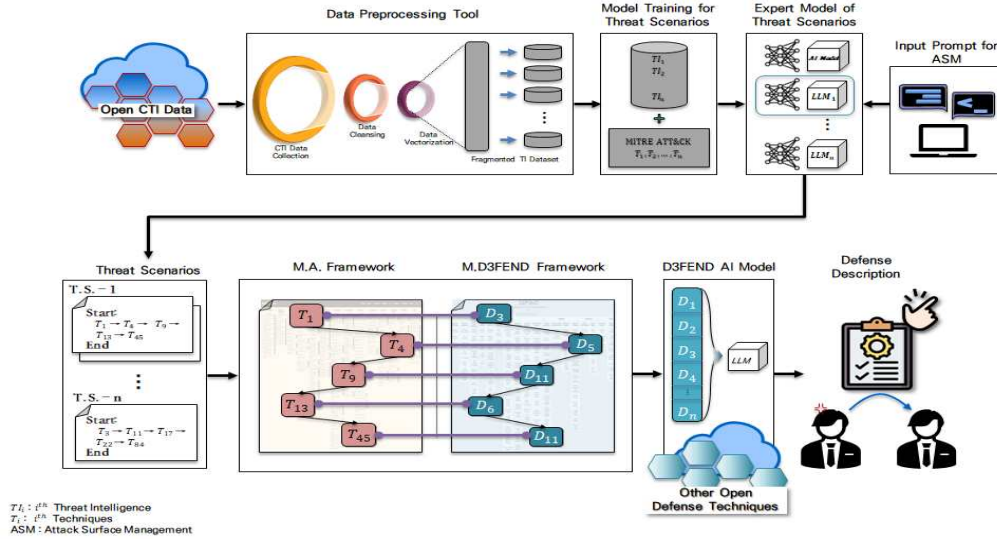 Data Preprocessing Tool
Model Training for
Threat Scenarios
Expert Model of
Threat Scenarios
Input Prompt for
ASM
Open CTI Data
CTI Data
Collection
Data
Cleansing
Data
Vectorization
Fragmented TI Dataset
TI₁
TI₂
TIₙ
+
MITRE ATT&CK
T₁,T₂,…,Tₙ
AI Model
LLM₁
⋮
LLMₙ
Threat Scenarios
T.S.-1
Start:
T₁→T₄→ T₉→
T₁₃→T₄₅
End
⋮
T.S.-n
Start:
T₃→T₁₁→T₁₇→
T₂₂→T₈₄
End
M.A. Framework
T₁
T₄
T₉
T₁₃
T₄₅
M.D3FEND Framework
D₃
D₅
D₁₁
D₆
D₁₁
D3FEND AI Model
D₁
D₂
D₃
D₄
Dₙ
LLM
Other Open
Defense Techniques
Defense
Description
TIᵢ : iᵗʰ Threat Intelligence
Tᵢ : iᵗʰ Techniques
ASM : Attack Surface Management